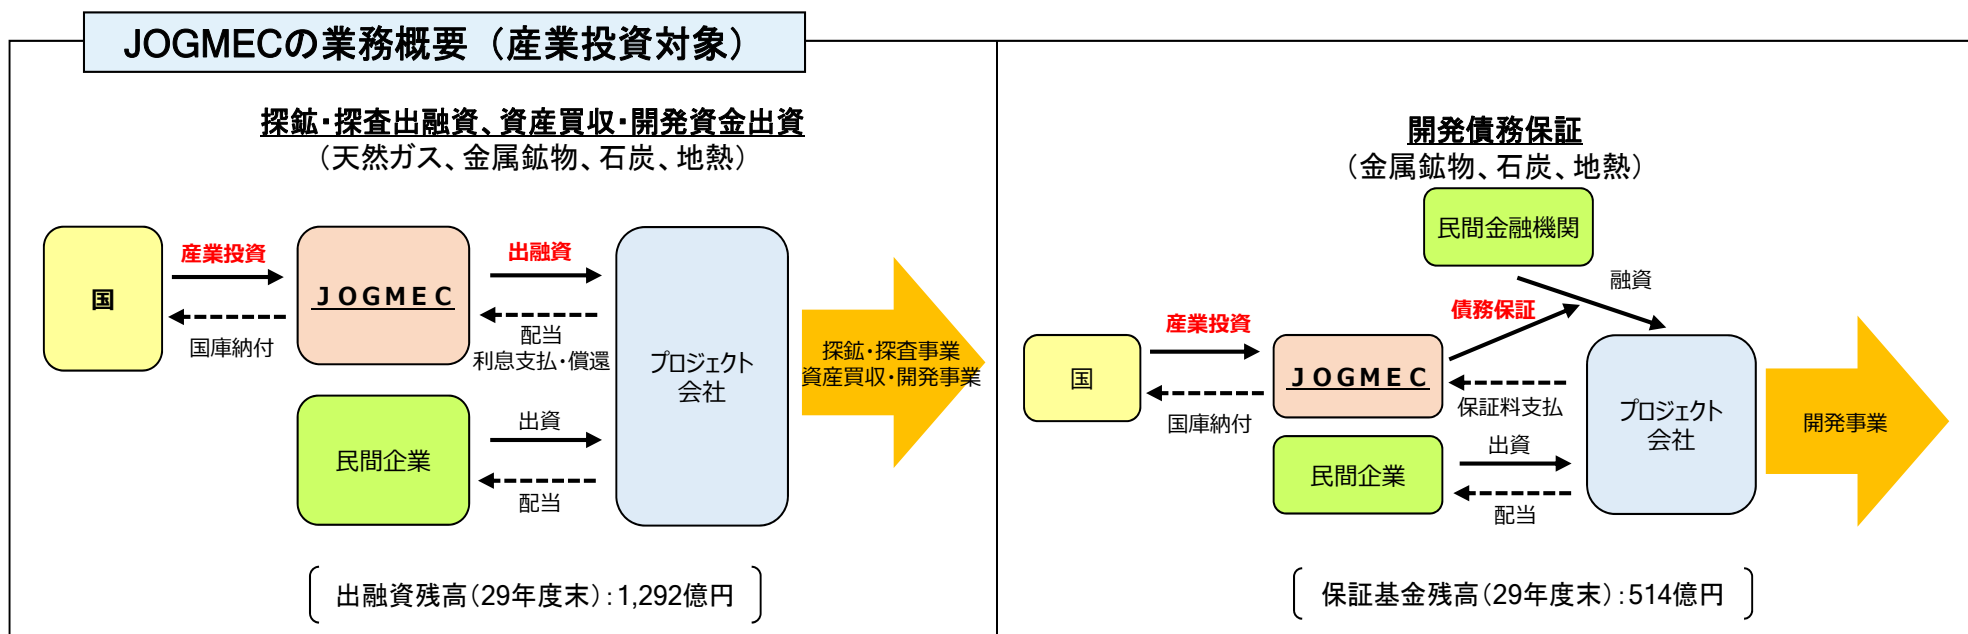 JOGMECの業務概要（産業投資対象）
探鉱・探査出融資、資産買収・開発資金出資
（天然ガス、金属鉱物、石炭、地熱）
国
産業投資
国庫納付
ＪＯＧＭＥＣ
出融資
配当
利息支払・償還
民間企業
出資
配当
プロジェクト
会社
探鉱・探査事業
資産買収・開発事業
出融資残高（29年度末）：1,292億円
開発債務保証
（金属鉱物、石炭、地熱）
民間金融機関
融資
国
産業投資
国庫納付
ＪＯＧＭＥＣ
債務保証
保証料支払
民間企業
出資
配当
プロジェクト
会社
開発事業
保証基金残高（29年度末）：514億円